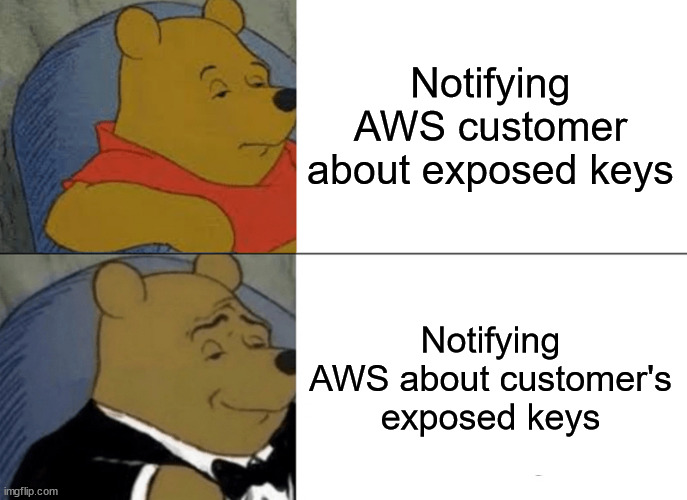 Notifying
AWS customer
about exposed keys
Notifying
AWS about customer's
exposed keys
imgflip.com